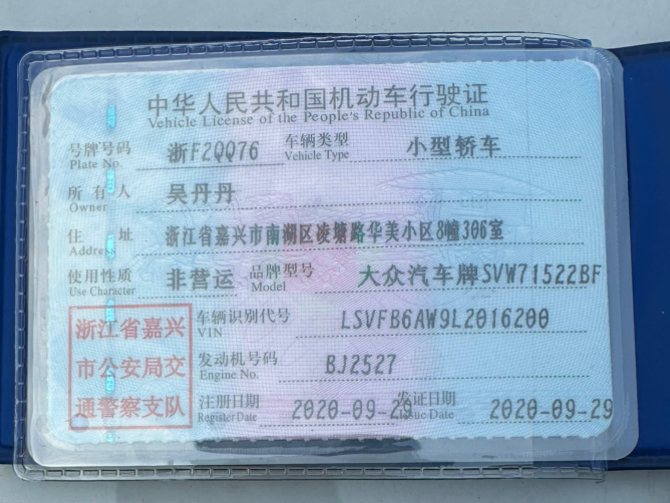 中华人民共和国机动车行驶证
Vehicle License of the People's Republic of China
号牌号码 Plate No. 浙F2QQ76 车辆类型 Vehicle Type 小型轿车
所有人 Owner 吴丹丹
住址 Address 浙江省嘉兴市南湖区凌塘路华美小区8幢306室
使用性质 Use Character 非营运 品牌型号 Model 大众汽车牌SVW71522BF
车辆识别代号 VIN LSVFB6AW9L2016200
发动机号码 Engine No. BJ2527
注册日期 Register Date 2020-09-29 发证日期 Issue Date 2020-09-29
浙江省嘉兴
市公安局交
通警察支队